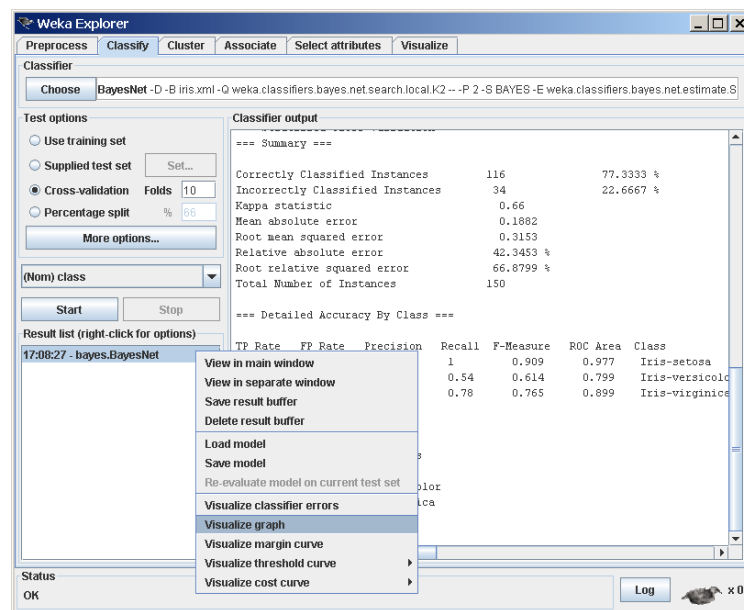 Weka Explorer
Preprocess Classify Cluster Associate Select attributes Visualize
Classifier
Choose BayesNet -D -B iris.xml -Q weka.classifiers.bayes.net.search.local.K2 -- -P 2 -S BAYES -E weka.classifiers.bayes.net.estimate.S
Test options
Use training set
Supplied test set Set...
Cross-validation Folds 10
Percentage split % 66
More options...
(Nom) class
Start Stop
Result list (right-click for options)
17:08:27 - bayes.BayesNet
Classifier output
=== Summary ===
Correctly Classified Instances 116 77.3333 %
Incorrectly Classified Instances 34 22.6667 %
Kappa statistic 0.66
Mean absolute error 0.1882
Root mean squared error 0.3153
Relative absolute error 42.3453 %
Root relative squared error 66.8799 %
Total Number of Instances 150
=== Detailed Accuracy By Class ===
TP Rate FP Rate Precision Recall F-Measure ROC Area Class
1 0.909 0.977 Iris-setosa
0.54 0.614 0.799 Iris-versicolo
0.78 0.765 0.899 Iris-virginica
s
olor
ica
View in main window
View in separate window
Save result buffer
Delete result buffer
Load model
Save model
Re-evaluate model on current test set
Visualize classifier errors
Visualize graph
Visualize margin curve
Visualize threshold curve
Visualize cost curve
Status
OK
Log x 0